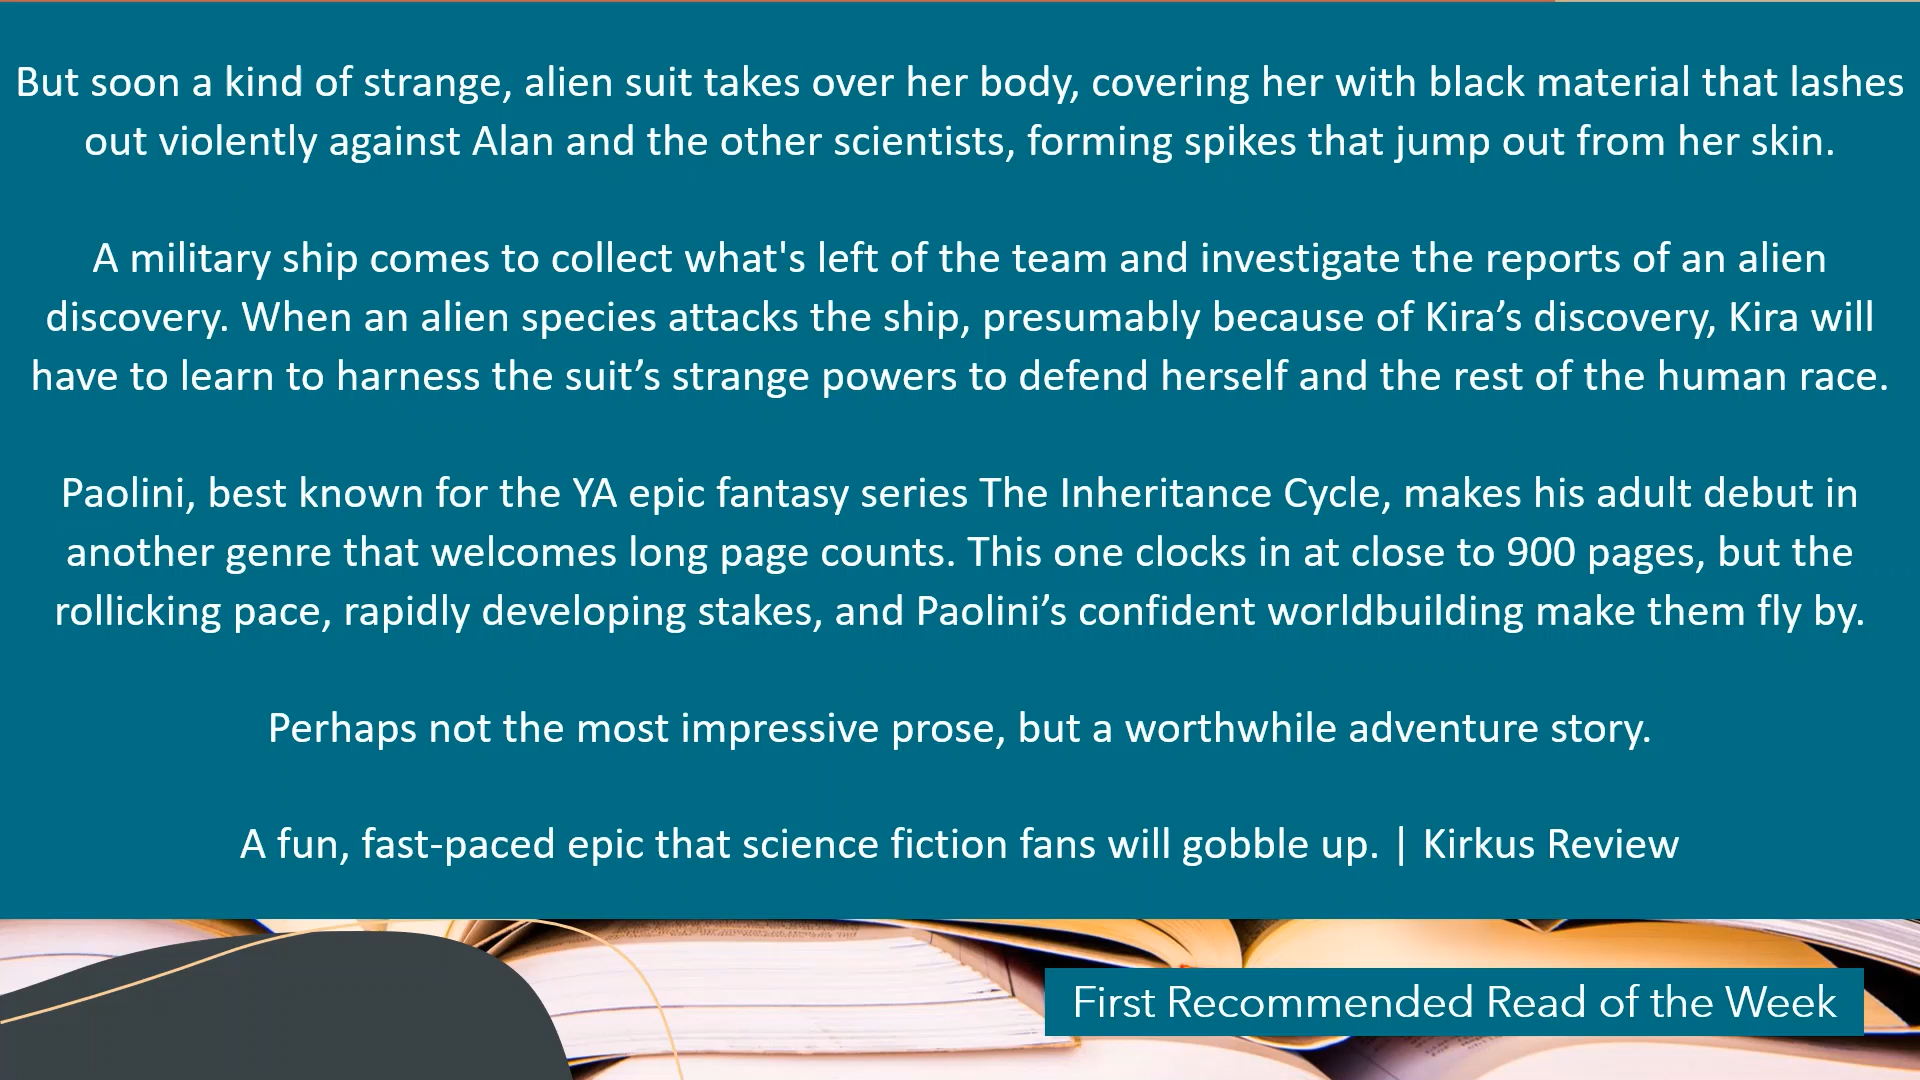 But soon a kind of strange, alien suit takes over her body, covering her with black material that lashes
out violently against Alan and the other scientists, forming spikes that jump out from her skin.
A military ship comes to collect what's left of the team and investigate the reports of an alien
discovery. When an alien species attacks the ship, presumably because of Kira’s discovery, Kira will
have to learn to harness the suit’s strange powers to defend herself and the rest of the human race.
Paolini, best known for the YA epic fantasy series The Inheritance Cycle, makes his adult debut in
another genre that welcomes long page counts. This one clocks in at close to 900 pages, but the
rollicking pace, rapidly developing stakes, and Paolini’s confident worldbuilding make them fly by.
Perhaps not the most impressive prose, but a worthwhile adventure story.
A fun, fast-paced epic that science fiction fans will gobble up. | Kirkus Review
First Recommended Read of the Week